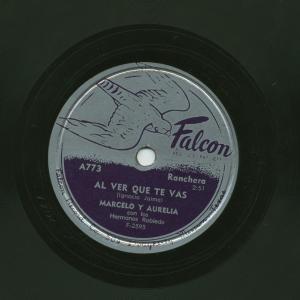 Falcon
A773
Ranchera
2:51
AL VER QUE TE VAS
(Ignacio Jaime)
MARCELO Y AURELIA
con los
Hermanos Robledo
F-2595